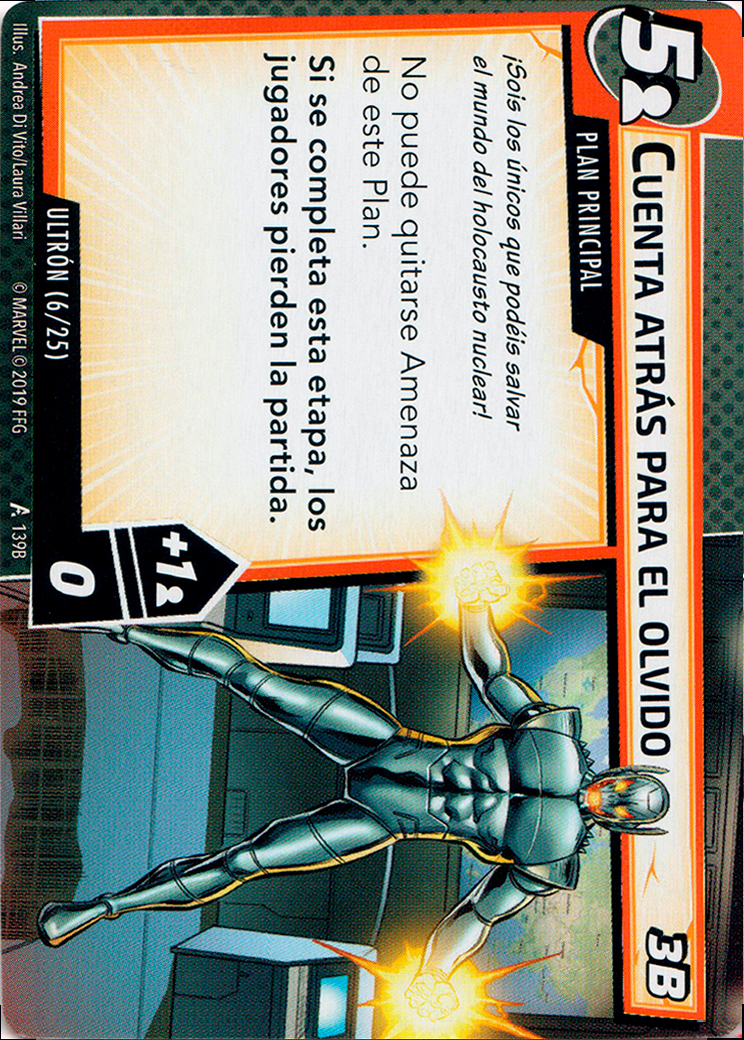 5
CUENTA ATRÁS PARA EL OLVIDO
3B
PLAN PRINCIPAL
¡Sois los únicos que podéis salvar
el mundo del holocausto nuclear!
No puede quitarse Amenaza
de este Plan.
Si se completa esta etapa, los
jugadores pierden la partida.
+1
0
ULTRÓN (6/25)
Illus. Andrea Di Vito/Laura Villari
© MARVEL © 2019 FFG
139B